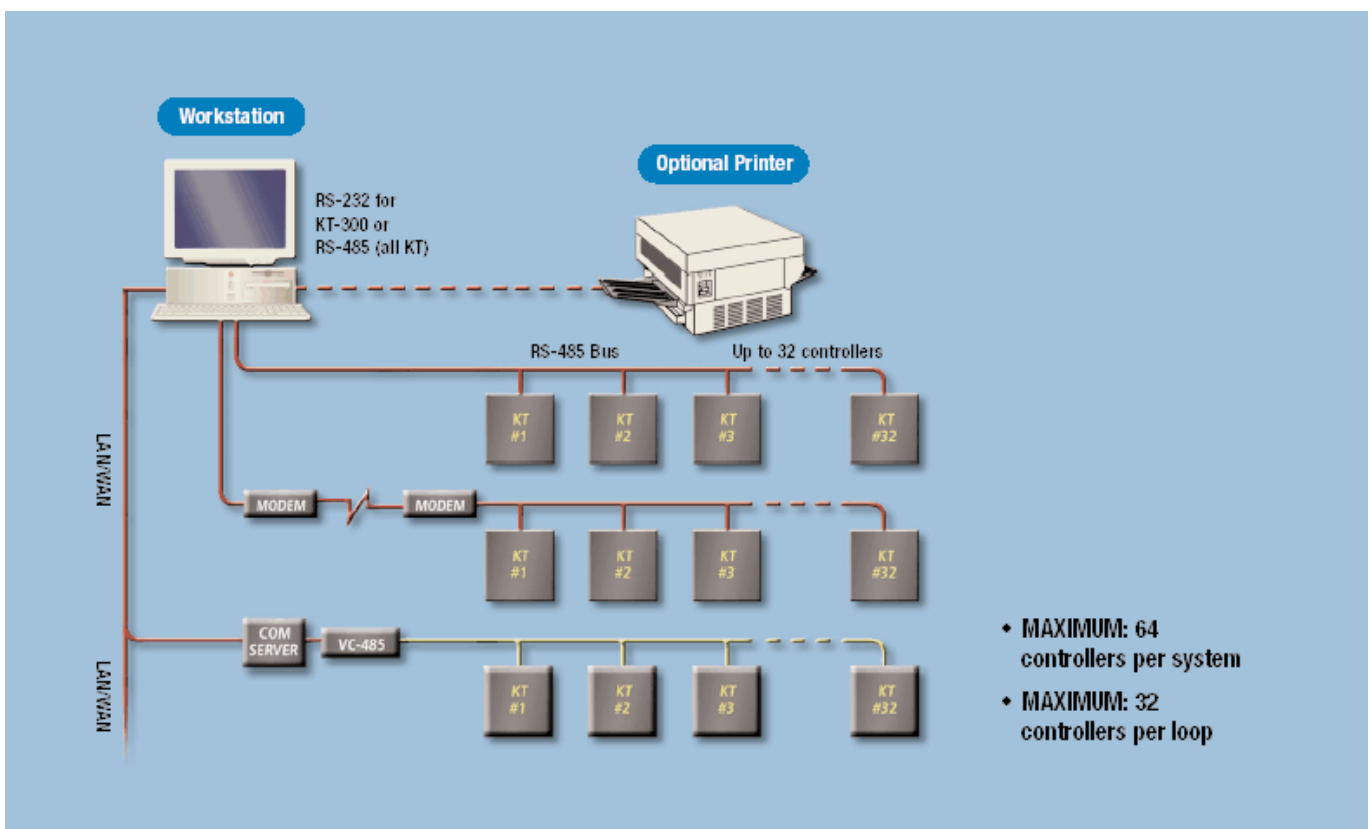 Workstation
Optional Printer
RS-232 for
KT-300 or
RS-485 (all KT)
RS-485 Bus
Up to 32 controllers
KT
#1
KT
#2
KT
#3
KT
#32
LAN/WAN
MODEM
MODEM
KT
#1
KT
#2
KT
#3
KT
#32
COM
SERVER
VC-485
KT
#1
KT
#2
KT
#3
KT
#32
LAN/WAN
• MAXIMUM: 64
controllers per system
• MAXIMUM: 32
controllers per loop